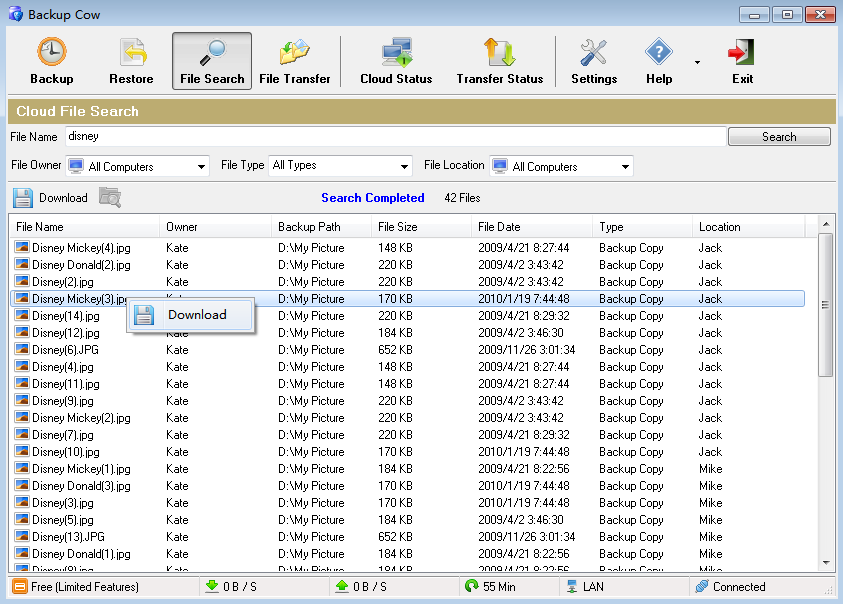 Backup Cow
Backup Restore File Search File Transfer Cloud Status Transfer Status Settings Help Exit
Cloud File Search
File Name disney Search
File Owner All Computers File Type All Types File Location All Computers
Download Search Completed 42 Files
File Name Owner Backup Path File Size File Date Type Location
Disney Mickey(4).jpg Kate D:\My Picture 148 KB 2009/4/21 8:27:44 Backup Copy Jack
Disney Donald(2).jpg Kate D:\My Picture 220 KB 2009/4/2 3:43:42 Backup Copy Jack
Disney(2).jpg Kate D:\My Picture 220 KB 2009/4/2 3:43:42 Backup Copy Jack
Disney Mickey(3).jpg D:\My Picture 170 KB 2010/1/19 7:44:48 Backup Copy Jack
Disney(14).jpg D:\My Picture 220 KB 2009/4/21 8:29:32 Backup Copy Jack
Download
Disney(12).jpg Kate D:\My Picture 184 KB 2009/4/2 3:46:30 Backup Copy Jack
Disney(6).JPG Kate D:\My Picture 652 KB 2009/11/26 3:01:34 Backup Copy Jack
Disney(4).jpg Kate D:\My Picture 148 KB 2009/4/21 8:27:44 Backup Copy Jack
Disney(11).jpg Kate D:\My Picture 148 KB 2009/4/21 8:27:44 Backup Copy Jack
Disney(9).jpg Kate D:\My Picture 220 KB 2009/4/2 3:43:42 Backup Copy Jack
Disney Mickey(2).jpg Kate D:\My Picture 220 KB 2009/4/2 3:43:42 Backup Copy Jack
Disney(7).jpg Kate D:\My Picture 220 KB 2009/4/21 8:29:32 Backup Copy Jack
Disney(10).jpg Kate D:\My Picture 170 KB 2010/1/19 7:44:48 Backup Copy Jack
Disney Mickey(1).jpg Kate D:\My Picture 184 KB 2009/4/21 8:22:56 Backup Copy Mike
Disney Donald(3).jpg Kate D:\My Picture 170 KB 2010/1/19 7:44:48 Backup Copy Mike
Disney(3).jpg Kate D:\My Picture 170 KB 2010/1/19 7:44:48 Backup Copy Mike
Disney(5).jpg Kate D:\My Picture 184 KB 2009/4/2 3:46:30 Backup Copy Mike
Disney(13).JPG Kate D:\My Picture 652 KB 2009/11/26 3:01:34 Backup Copy Mike
Disney Donald(1).jpg Kate D:\My Picture 184 KB 2009/4/21 8:22:56 Backup Copy Mike
Disney(8).jpg Kate D:\My Picture 184 KB 2009/4/21 8:22:56 Backup Copy Mike
Free (Limited Features) 0 B / S 0 B / S 55 Min LAN Connected